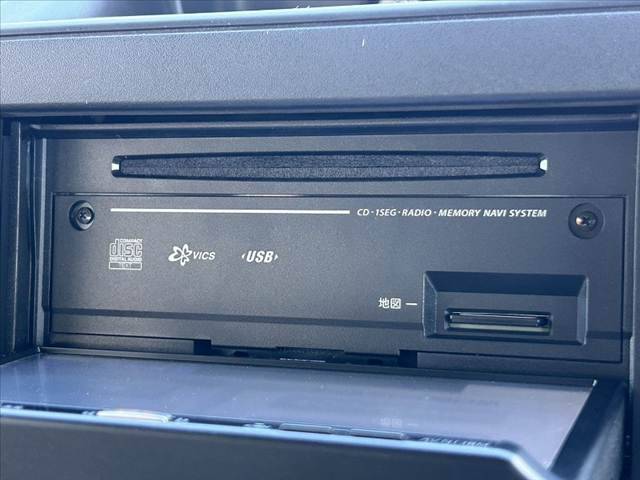 CD・1SEG・RADIO・MEMORY NAVI SYSTEM
COMPACT
disc
DIGITAL AUDIO
TEXT
VICS
USB
地図